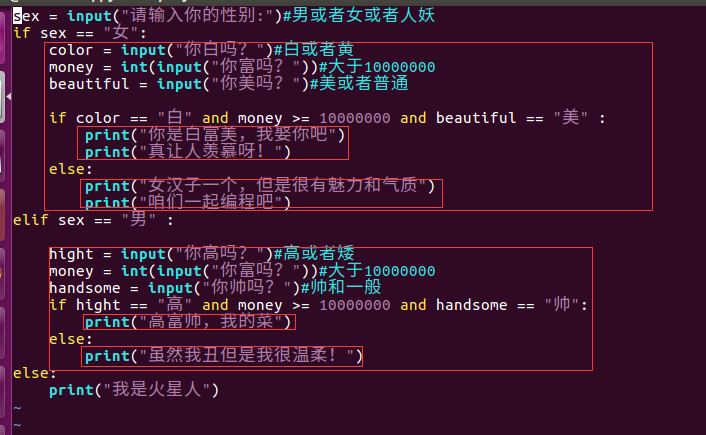 sex = input("请输入你的性别:")#男或者女或者人妖
if sex == "女":
    color = input("你白吗？")#白或者黄
    money = int(input("你富吗？"))#大于10000000
    beautiful = input("你美吗？")#美或者普通

    if color == "白" and money >= 10000000 and beautiful == "美" :
        print("你是白富美，我娶你吧")
        print("真让人羡慕呀！")
    else:
        print("女汉子一个，但是很有魅力和气质")
        print("咱们一起编程吧")
elif sex == "男" :

    hight = input("你高吗？")#高或者矮
    money = int(input("你富吗？"))#大于10000000
    handsome = input("你帅吗？")#帅和一般
    if hight == "高" and money >= 10000000 and handsome == "帅":
        print("高富帅，我的菜")
    else:
        print("虽然我丑但是我很温柔！")
else:
    print("我是火星人")
~
~